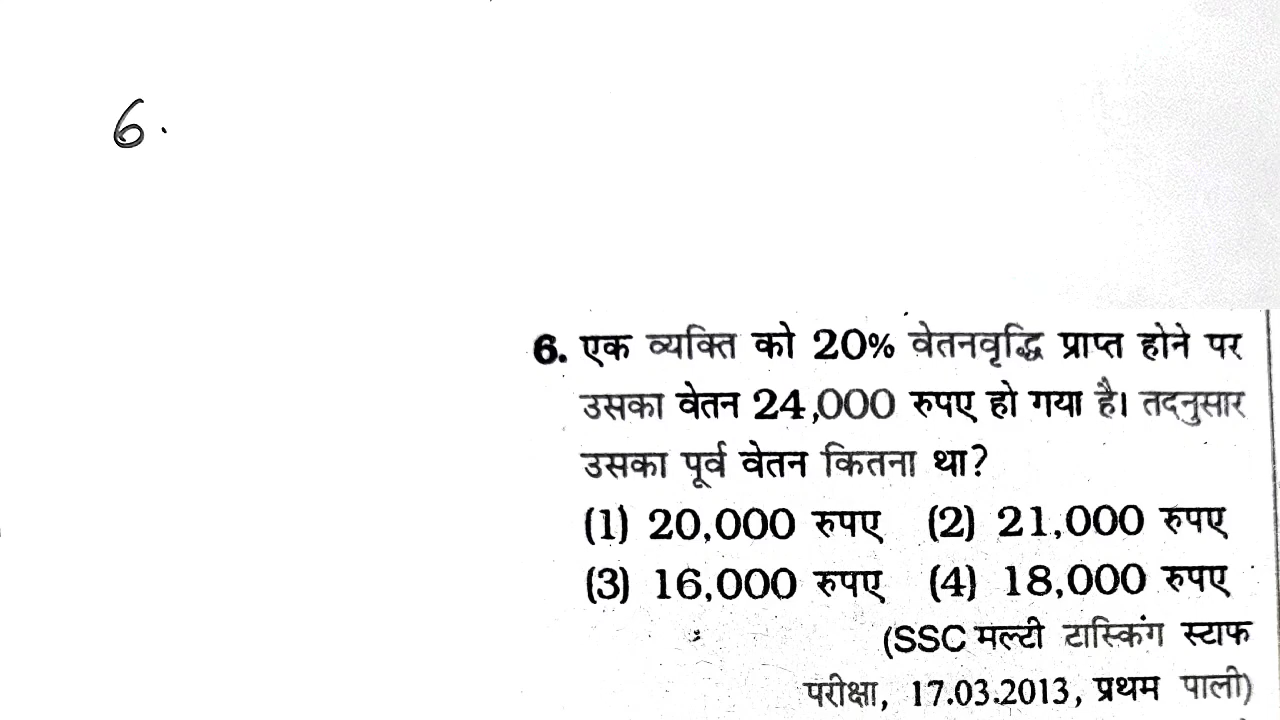 6.
6. एक व्यक्ति को 20% वेतनवृद्धि प्राप्त होने पर
उसका वेतन 24,000 रुपए हो गया है। तद्नुसार
उसका पूर्व वेतन कितना था?
(1) 20,000 रुपए (2) 21,000 रुपए
(3) 16,000 रुपए (4) 18,000 रुपए
(SSC मल्टी टास्किंग स्टाफ
परीक्षा, 17.03.2013, प्रथम पाली)